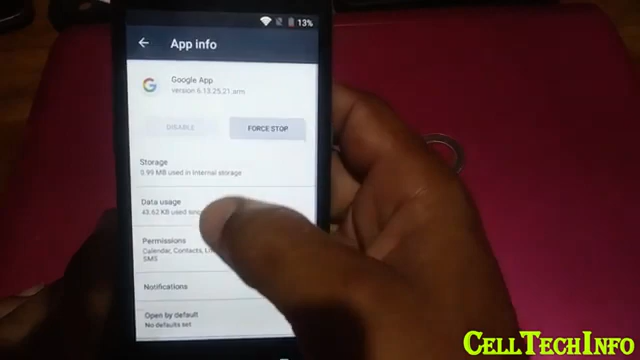 13%
App info
Google App
version 6.13.25.21.arm
DISABLE
FORCE STOP
Storage
0.99 MB used in internal storage
Data usage
43.62 KB used
Permissions
Calendar, Contacts,
SMS
Notifications
Open by default
No defaults set
CellTechInfo